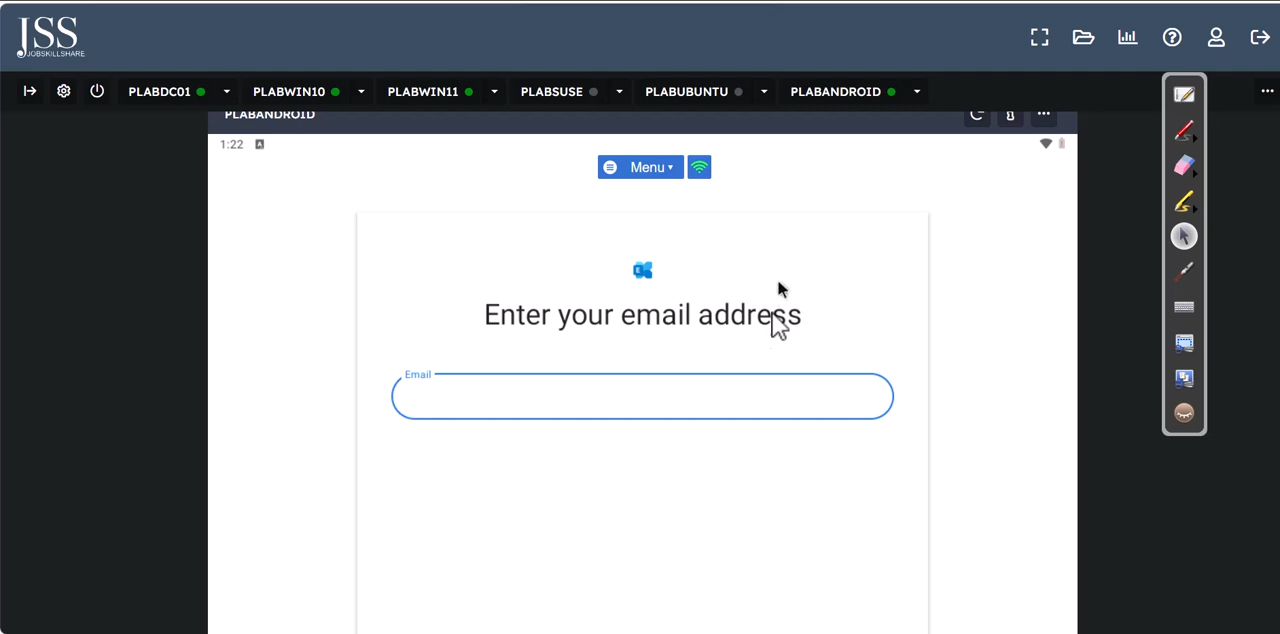 JSS
JOBSKILLSHARE
PLABDC01
PLABWIN10
PLABWIN11
PLABSUSE
PLABUBUNTU
PLABANDROID
PLABANDROID
1:22
Menu
Enter your email address
Email